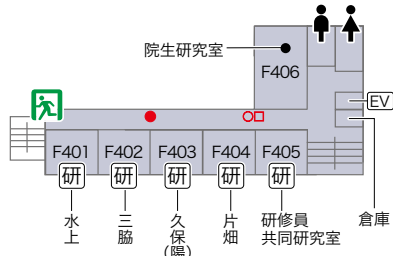 院生研究室
F406
EV
F401
F402
F403
F404
F405
研
研
研
研
研
水上
三脇
久保(陽)
片畑
研修員
共同研究室
倉庫